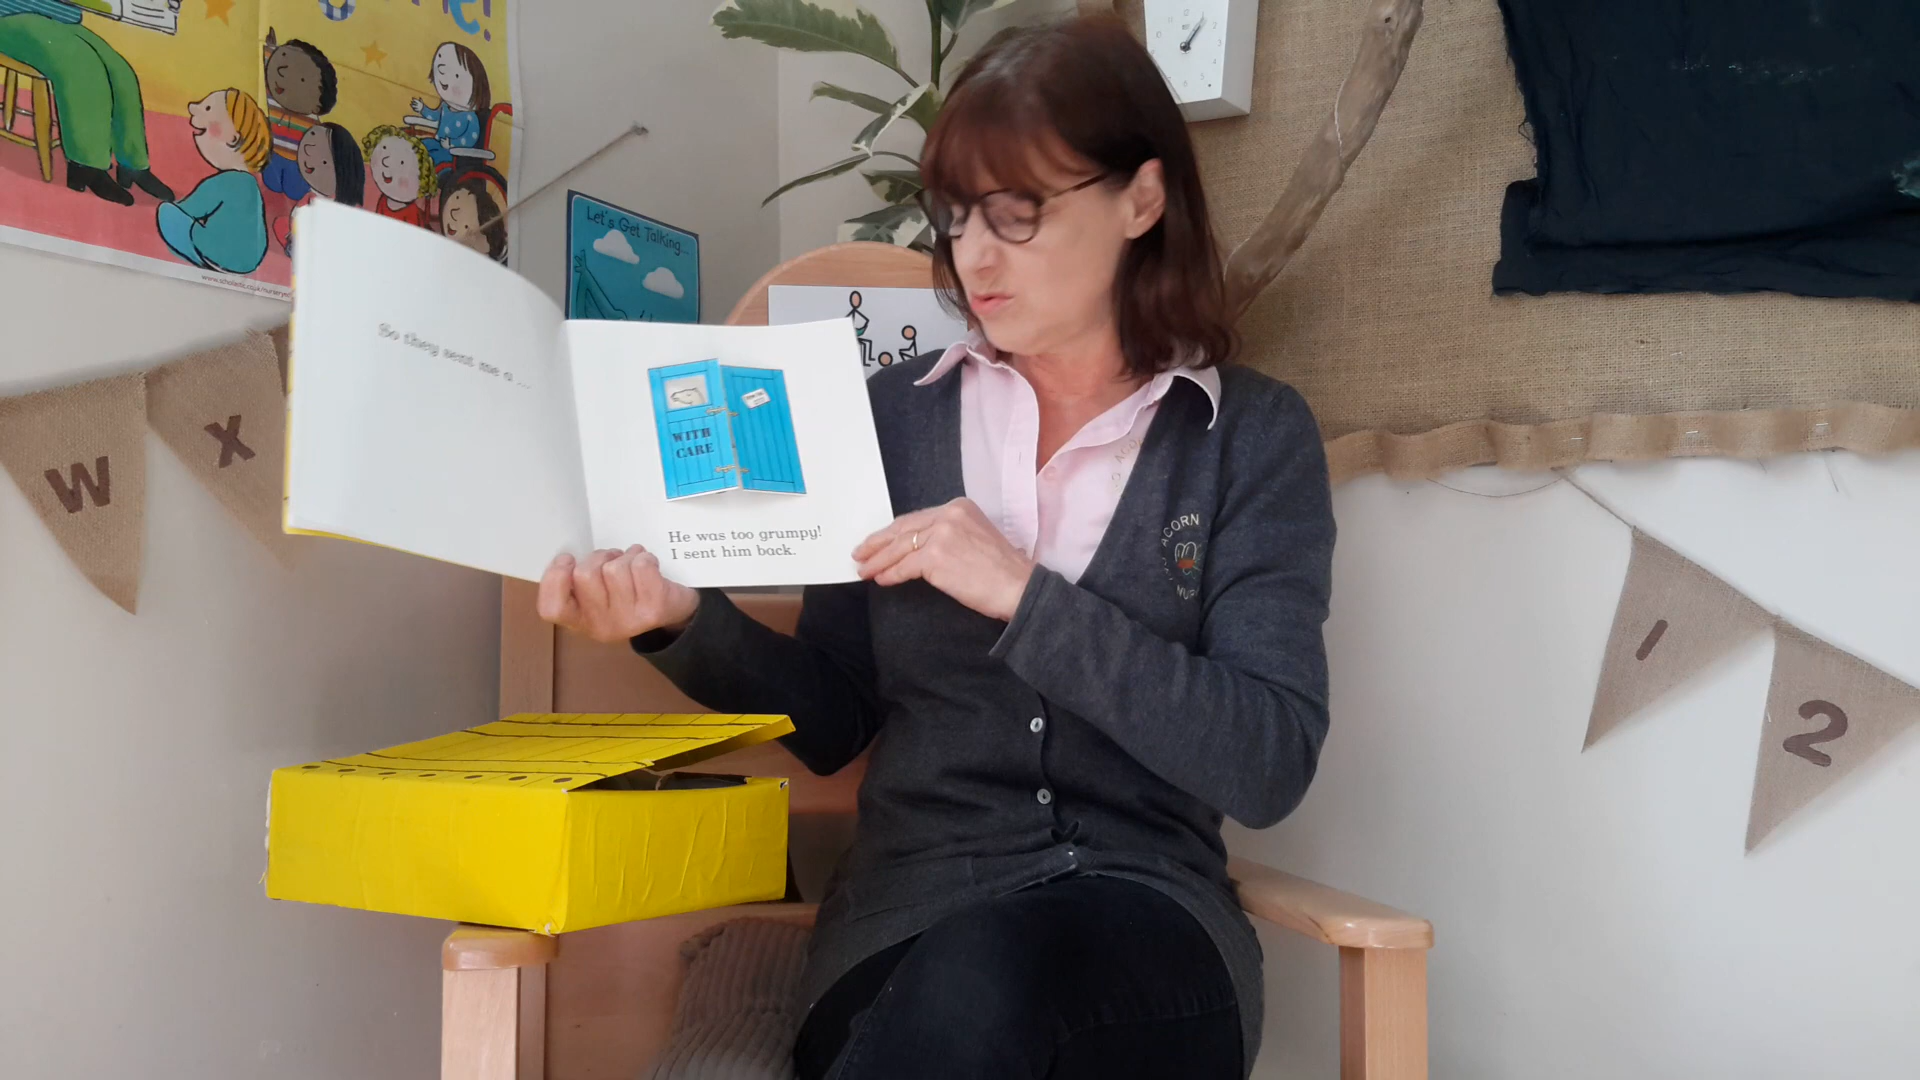 Let's Get Talking...
So they sent me a ...
WITH
CARE
He was too grumpy!
I sent him back.
W
X
ACORN
1
2